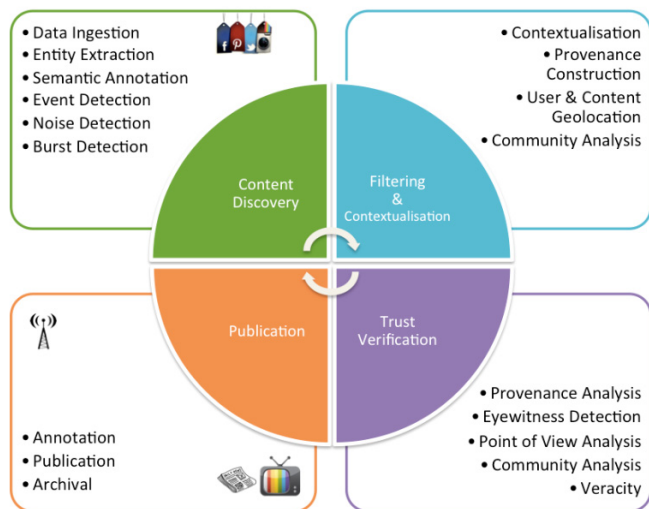 • Data Ingestion
• Entity Extraction
• Semantic Annotation
• Event Detection
• Noise Detection
• Burst Detection
• Contextualisation
• Provenance
Construction
• User & Content
Geolocation
• Community Analysis
Content
Discovery
Filtering
&
Contextualisation
Publication
Trust
Verification
• Annotation
• Publication
• Archival
• Provenance Analysis
• Eyewitness Detection
• Point of View Analysis
• Community Analysis
• Veracity